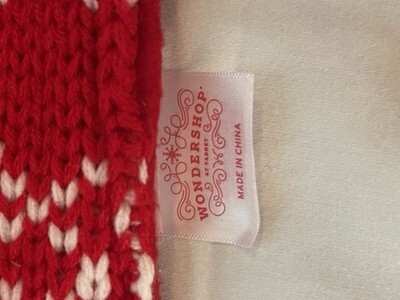 WONDERSHOP.
AT TARGET
MADE IN CHINA